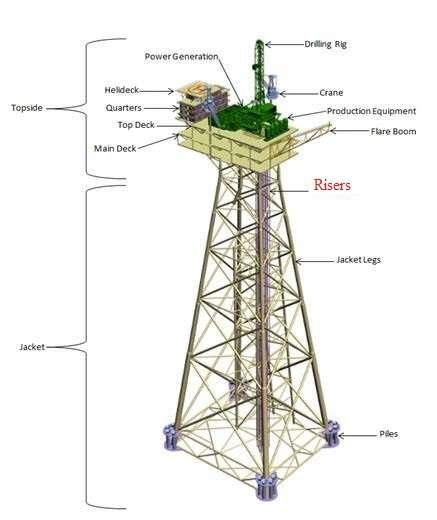 Drilling Rig
Power Generation
Helideck
Crane
Topside
Quarters
Production Equipment
Top Deck
Flare Boom
Main Deck
Risers
Jacket Legs
Jacket
Piles